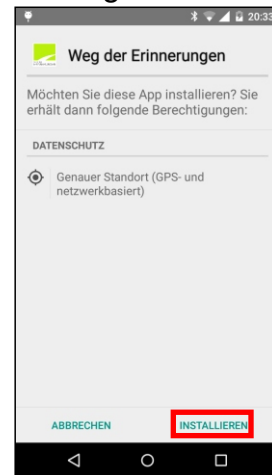 20:33
Weg der Erinnerungen
Möchten Sie diese App installieren? Sie
erhält dann folgende Berechtigungen:
DATENSCHUTZ
Genauer Standort (GPS- und
netzwerkbasiert)
ABBRECHEN
INSTALLIEREN